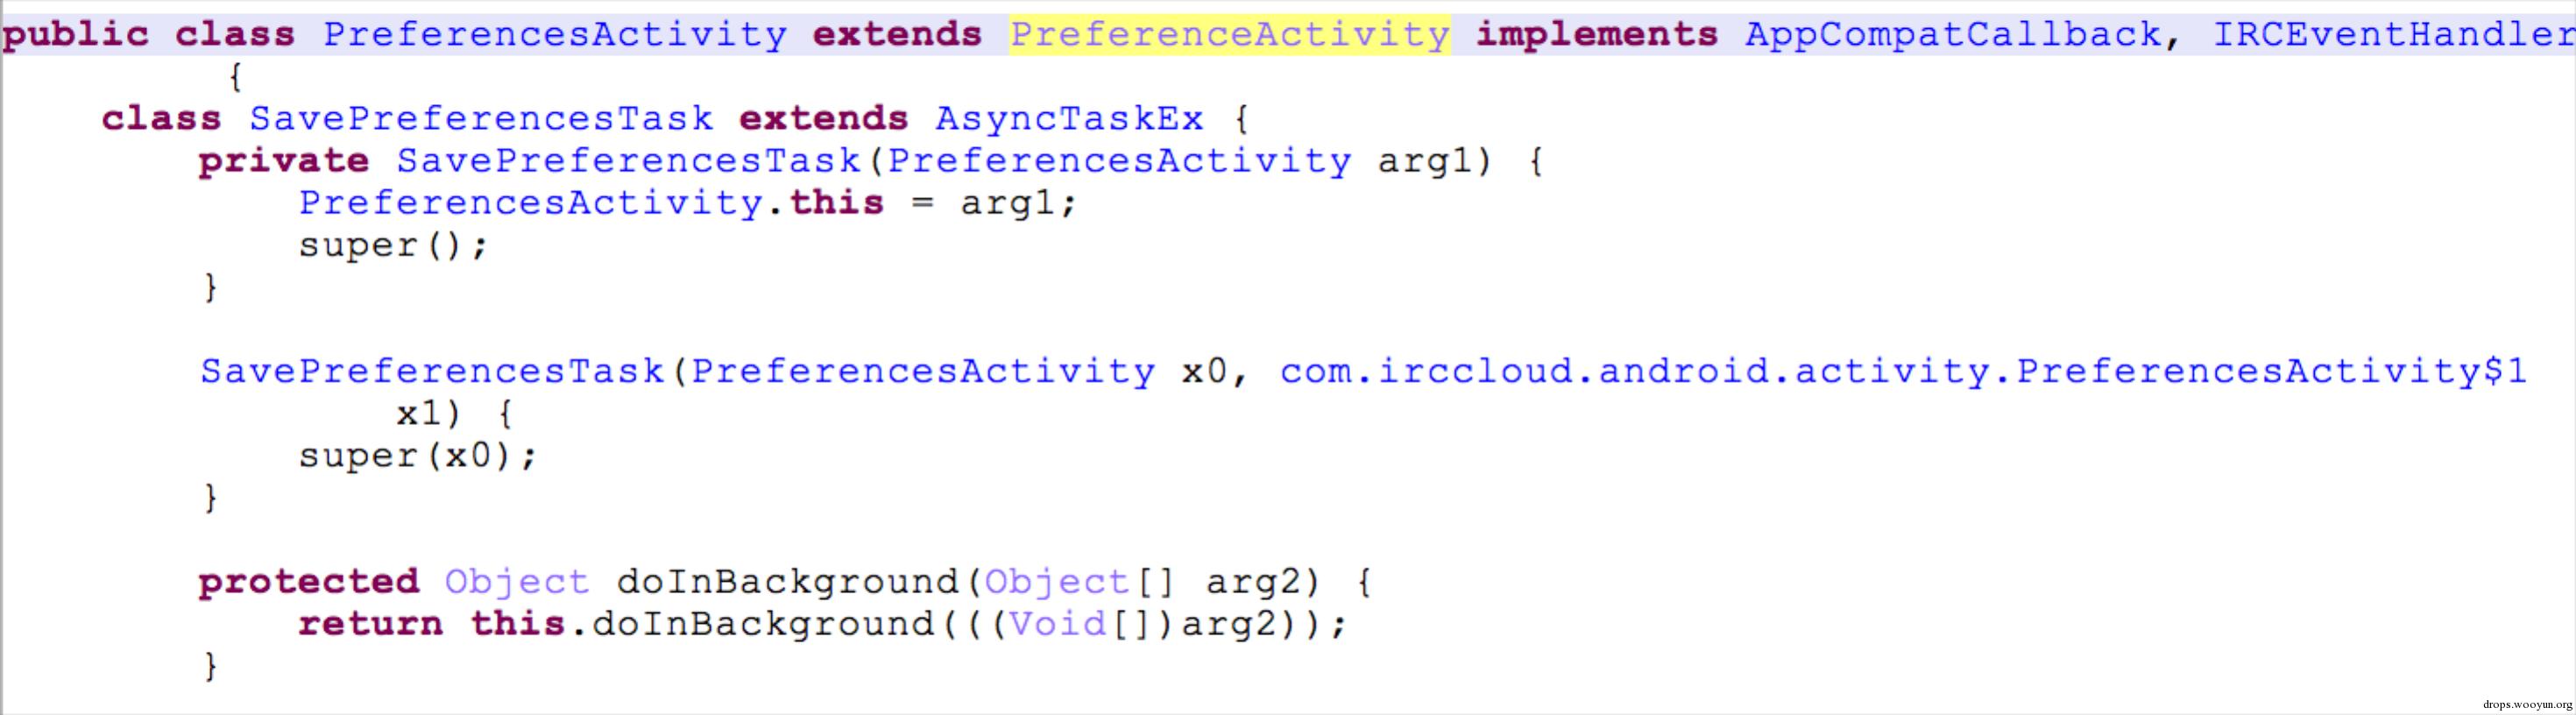 public class PreferencesActivity extends PreferenceActivity implements AppCompatCallback, IRCEventHandler
{
class SavePreferencesTask extends AsyncTaskEx {
private SavePreferencesTask(PreferencesActivity arg1) {
PreferencesActivity.this = arg1;
super();
}
SavePreferencesTask(PreferencesActivity x0, com.irccloud.android.activity.PreferencesActivity$1
x1) {
super(x0);
}
protected Object doInBackground(Object[] arg2) {
return this.doInBackground(((Void[])arg2));
}
drops.wooyun.org